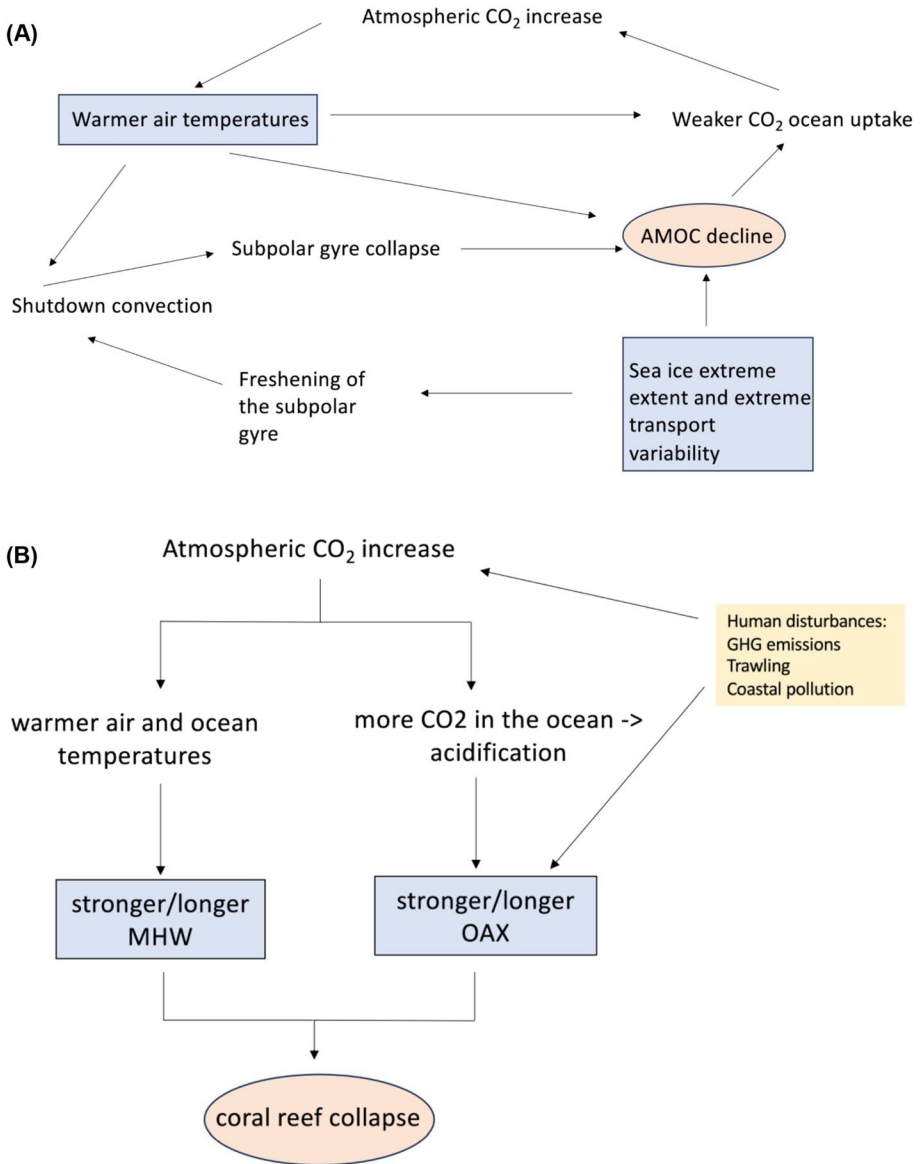 (A)
Atmospheric CO₂ increase
Warmer air temperatures
Weaker CO₂ ocean uptake
AMOC decline
Subpolar gyre collapse
Shutdown convection
Freshening of
the subpolar
gyre
Sea ice extreme
extent and extreme
transport
variability
(B)
Atmospheric CO₂ increase
Human disturbances:
GHG emissions
Trawling
Coastal pollution
warmer air and ocean
temperatures
more CO2 in the ocean ->
acidification
stronger/longer
MHW
stronger/longer
OAX
coral reef collapse